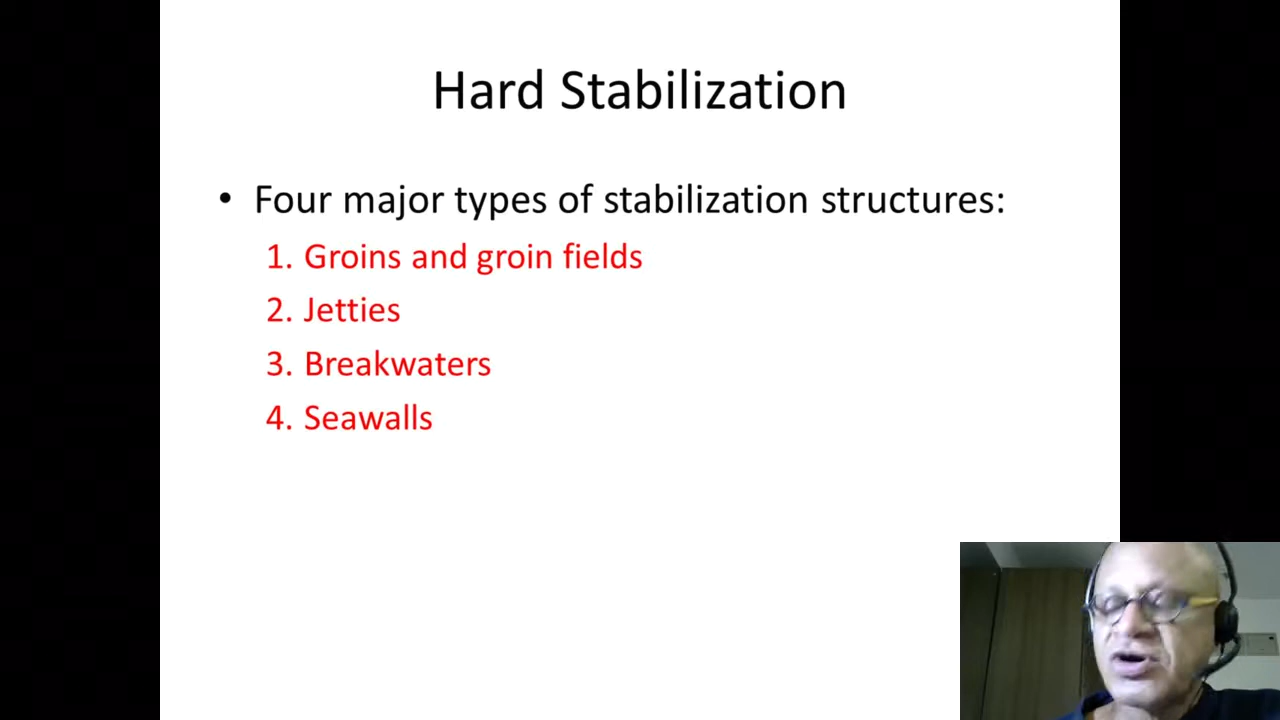 Hard Stabilization
• Four major types of stabilization structures:
1. Groins and groin fields
2. Jetties
3. Breakwaters
4. Seawalls